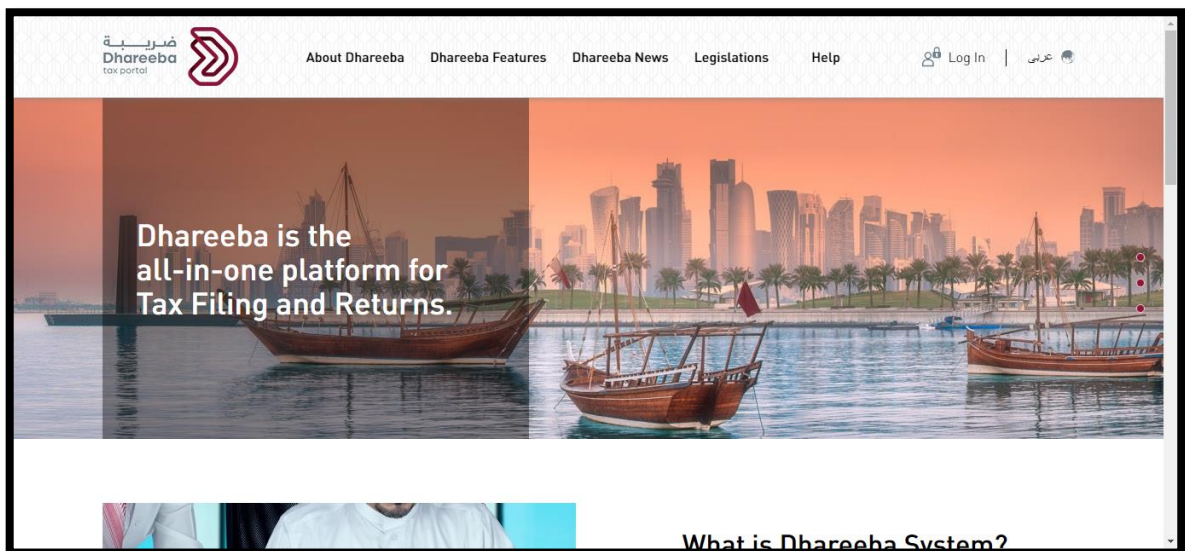 ضريبة
Dhareeba
tax portal
About Dhareeba
Dhareeba Features
Dhareeba News
Legislations
Help
Log In
عربى
Dhareeba is the
all-in-one platform for
Tax Filing and Returns.
What is Dhareeba System?